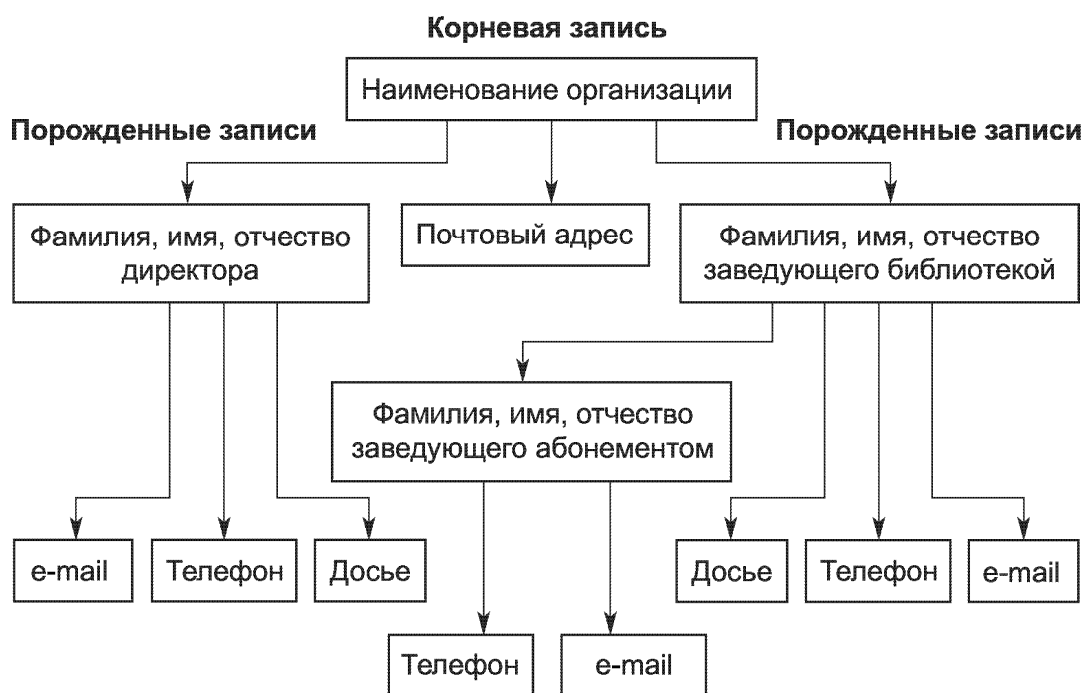 Корневая запись
Наименование организации
Порожденные записи
Порожденные записи
Фамилия, имя, отчество
директора
Почтовый адрес
Фамилия, имя, отчество
заведующего библиотекой
Фамилия, имя, отчество
заведующего абонементом
e-mail
Телефон
Досье
Досье
Телефон
e-mail
Телефон
e-mail